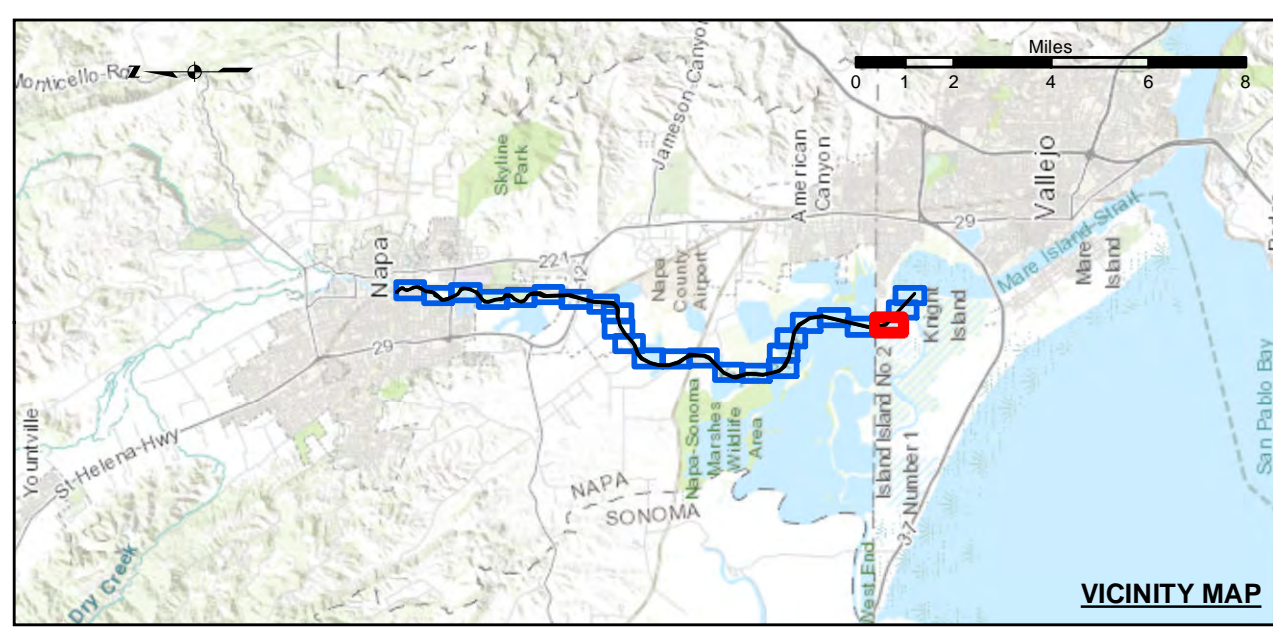 Miles
0 1 2 4 6 8
Z
Monticello-Rd
Jameson-Canyon
Skyline
Park
American
Canyon
Vallejo
29
Mare Island-Strait
Mare
Island
Napa
221
12
Napa
County
Airport
Knight
Island
29
Island Island No 2
Number 1
37
Napa-Sonoma
Marshes
Wildlife
Area
San Pablo Bay
Yountville
St-Helena-Hwy
NAPA
SONOMA
Dry Creek
West End
VICINITY MAP